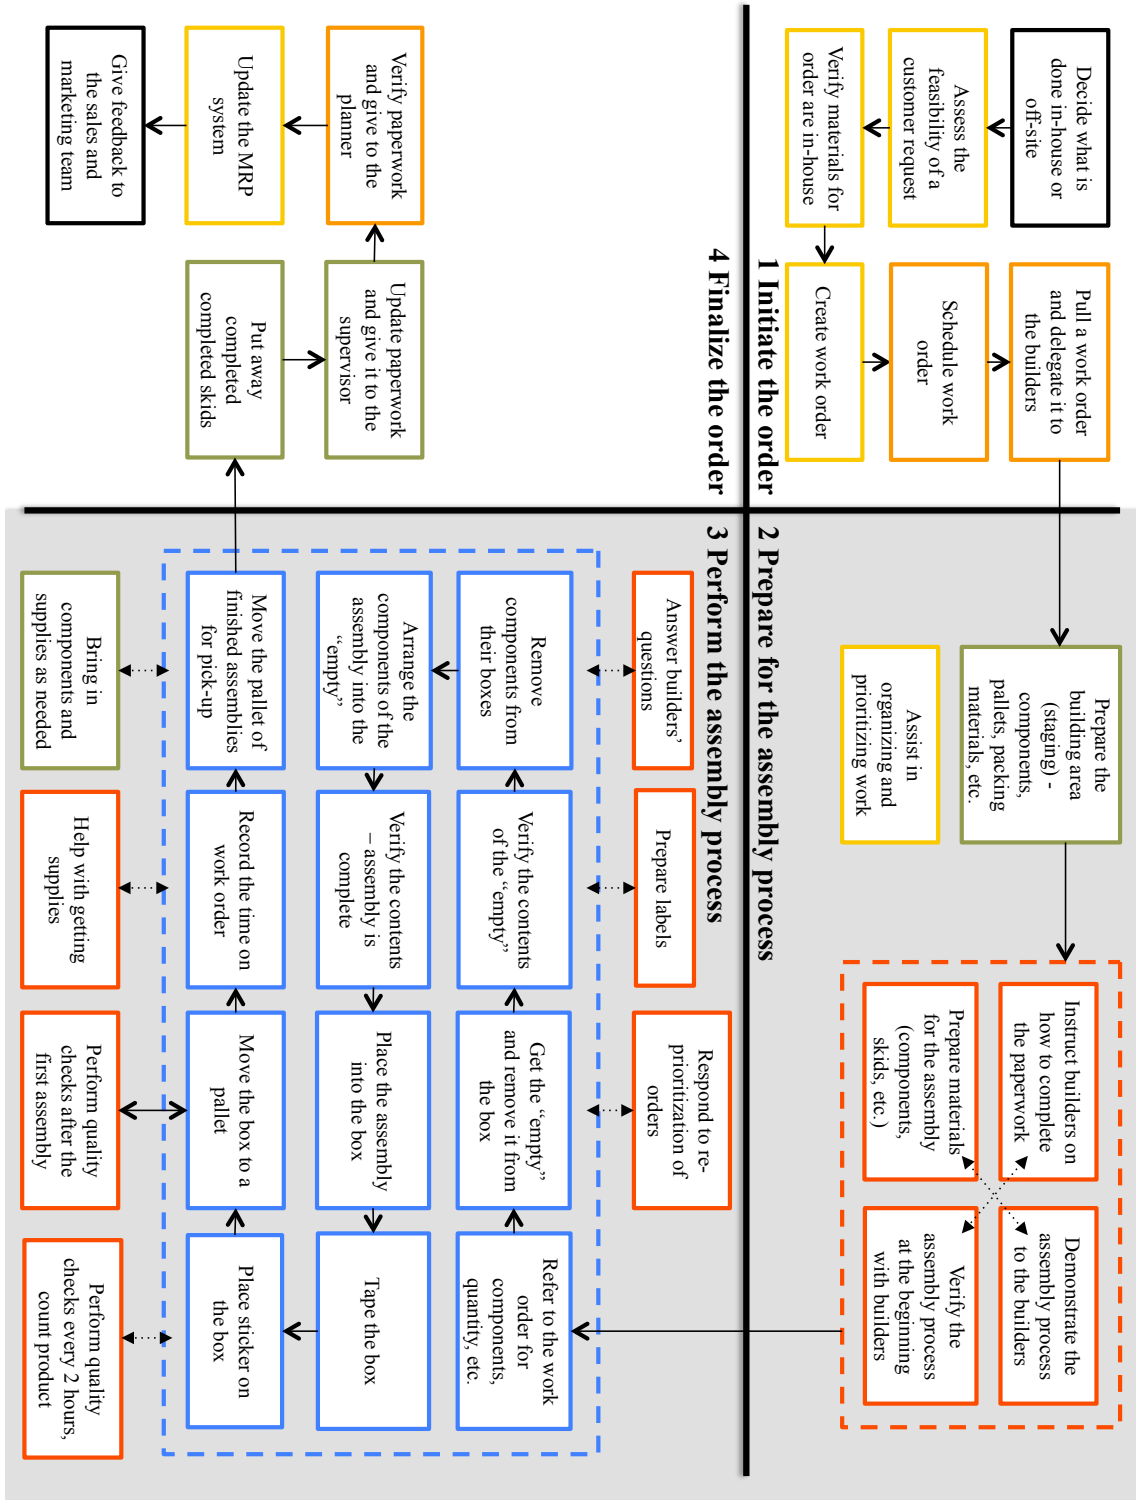 1 Initiate the order
Decide what is
done in-house or
off-site
Assess the
feasibility of a
customer request
Verify materials for
order are in-house
Create work order
Schedule work
order
Pull a work order
and delegate it to
the builders
2 Prepare for the assembly process
Prepare the
building area
(staging) -
components,
pallets, packing
materials, etc.
Assist in
organizing and
prioritizing work
Instruct builders on
how to complete
the paperwork
Demonstrate the
assembly process
to the builders
Prepare materials
for the assembly
(components,
skids, etc,)
Verify the
assembly process
at the beginning
with builders
3 Perform the assembly process
Answer builders’
questions
Prepare labels
Respond to re-
prioritization of
orders
Remove
components from
their boxes
Verify the contents
of the “empty”
Get the “empty”
and remove it from
the box
Refer to the work
order for
components,
quantity, etc.
Arrange the
components of the
assembly into the
“empty”
Verify the contents
– assembly is
complete
Place the assembly
into the box
Tape the box
Move the pallet of
finished assemblies
for pick-up
Record the time on
work order
Move the box to a
pallet
Place sticker on
the box
Bring in
components and
supplies as needed
Help with getting
supplies
Perform quality
checks after the
first assembly
Perform quality
checks every 2 hours,
count product
4 Finalize the order
Verify paperwork
and give to the
planner
Update paperwork
and give it to the
supervisor
Update the MRP
system
Put away
completed
completed skids
Give feedback to
the sales and
marketing team